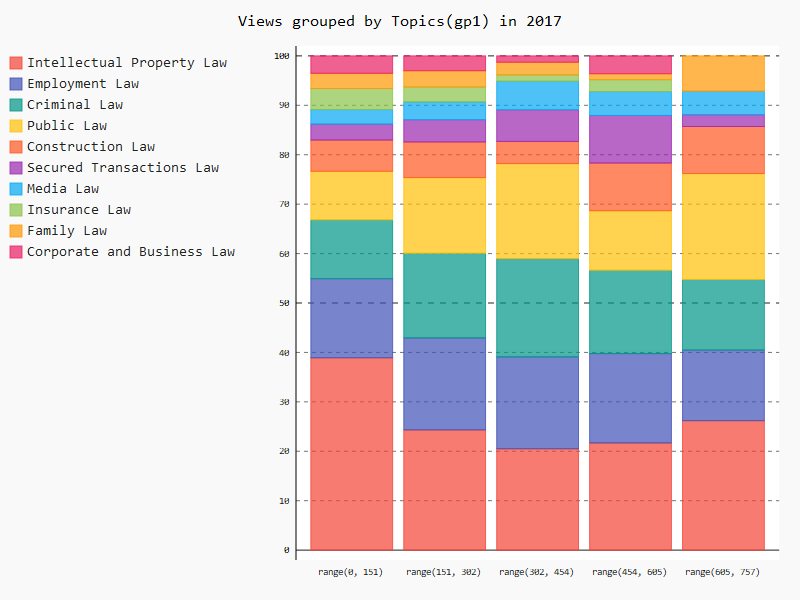 Views grouped by Topics(gp1) in 2017
Intellectual Property Law
Employment Law
Criminal Law
Public Law
Construction Law
Secured Transactions Law
Media Law
Insurance Law
Family Law
Corporate and Business Law
100
90
80
70
60
50
40
30
20
10
0
range(0, 151)
range(151, 302)
range(302, 454)
range(454, 605)
range(605, 757)